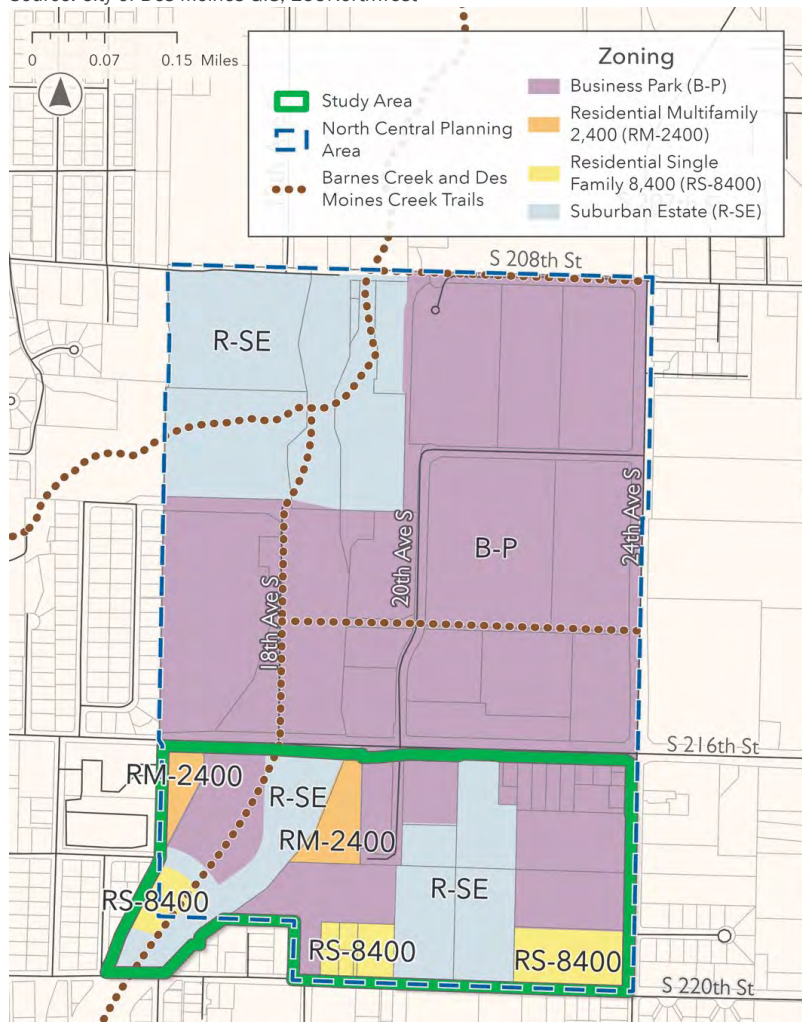 0 0.07 0.15 Miles
Zoning
Study Area
North Central Planning
Area
Barnes Creek and Des
Moines Creek Trails
Business Park (B-P)
Residential Multifamily
2,400 (RM-2400)
Residential Single
Family 8,400 (RS-8400)
Suburban Estate (R-SE)
S 208th St
R-SE
24th Ave S
20th Ave S
B-P
18th Ave S
S 216th St
RM-2400
R-SE
RM-2400
R-SE
RS-8400
RS-8400
RS-8400
S 220th St